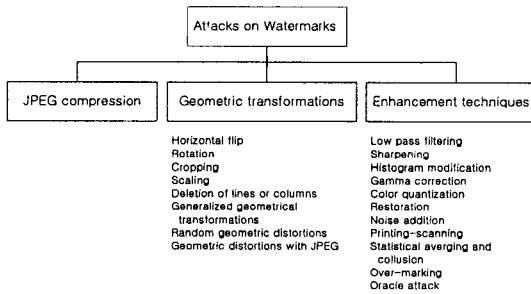 Attacks on Watermarks
JPEG compression
Geometric transformations
Enhancement techniques
Horizontal flip
Rotation
Cropping
Scaling
Deletion of lines or columns
Generalized geometrical
transformations
Random geometric distortions
Geometric distortions with JPEG
Low pass filtering
Sharpening
Histogram modification
Gamma correction
Color quantization
Restoration
Noise addition
Printing-scanning
Statistical averging and
collusion
Over-marking
Oracle attack